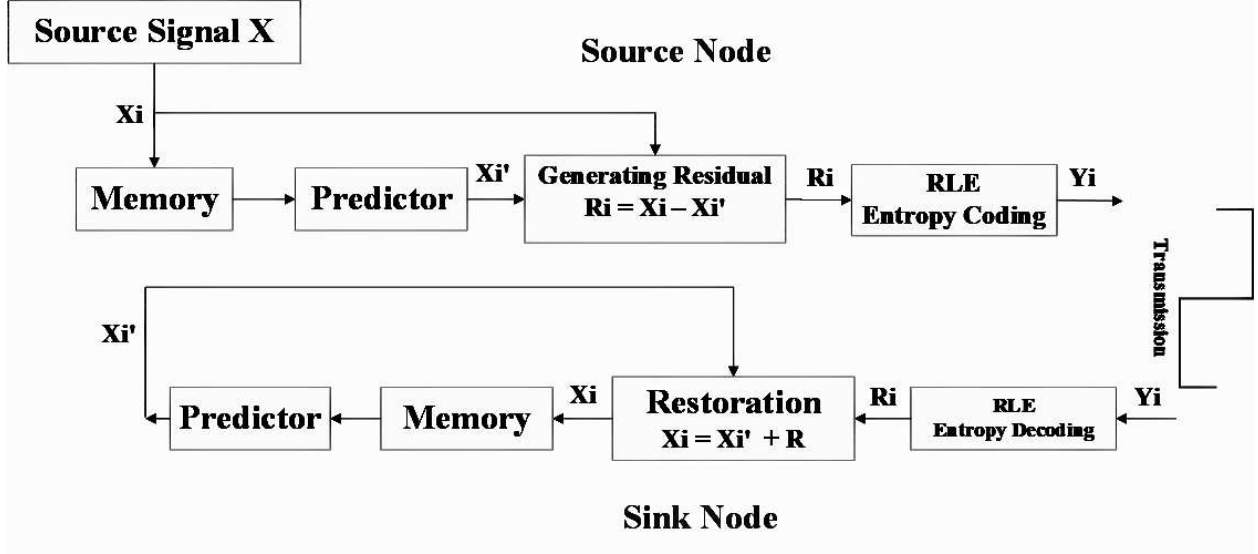 Source Signal X
Source Node
Xi
Memory
Predictor
Xi'
Generating Residual
Ri = Xi – Xi'
Ri
RLE
Entropy Coding
Yi
Transmission
Xi'
Predictor
Memory
Xi
Restoration
Xi = Xi' + R
Ri
RLE
Entropy Decoding
Yi
Sink Node